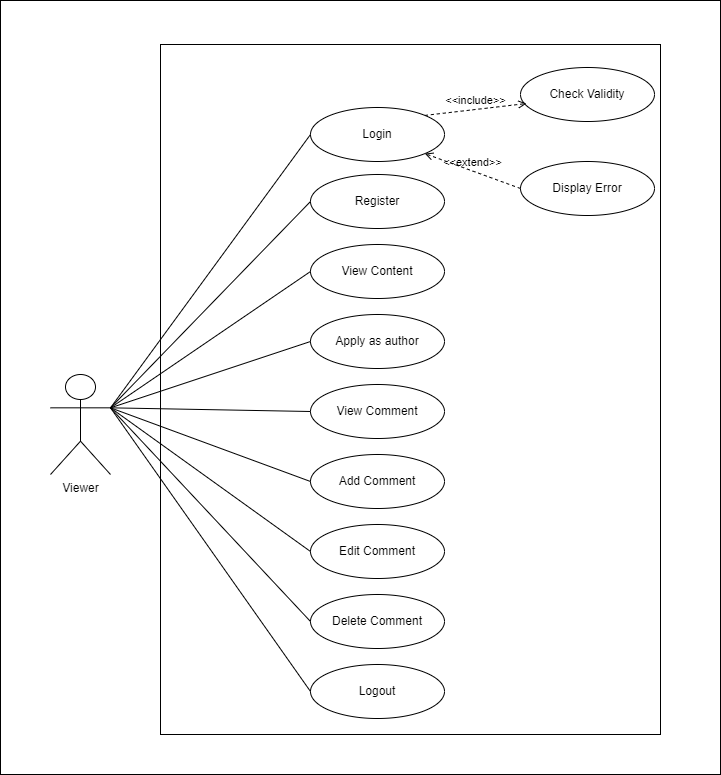 Check Validity
<<include>>
Login
<<extend>>
Display Error
Register
View Content
Apply as author
View Comment
Add Comment
Viewer
Edit Comment
Delete Comment
Logout